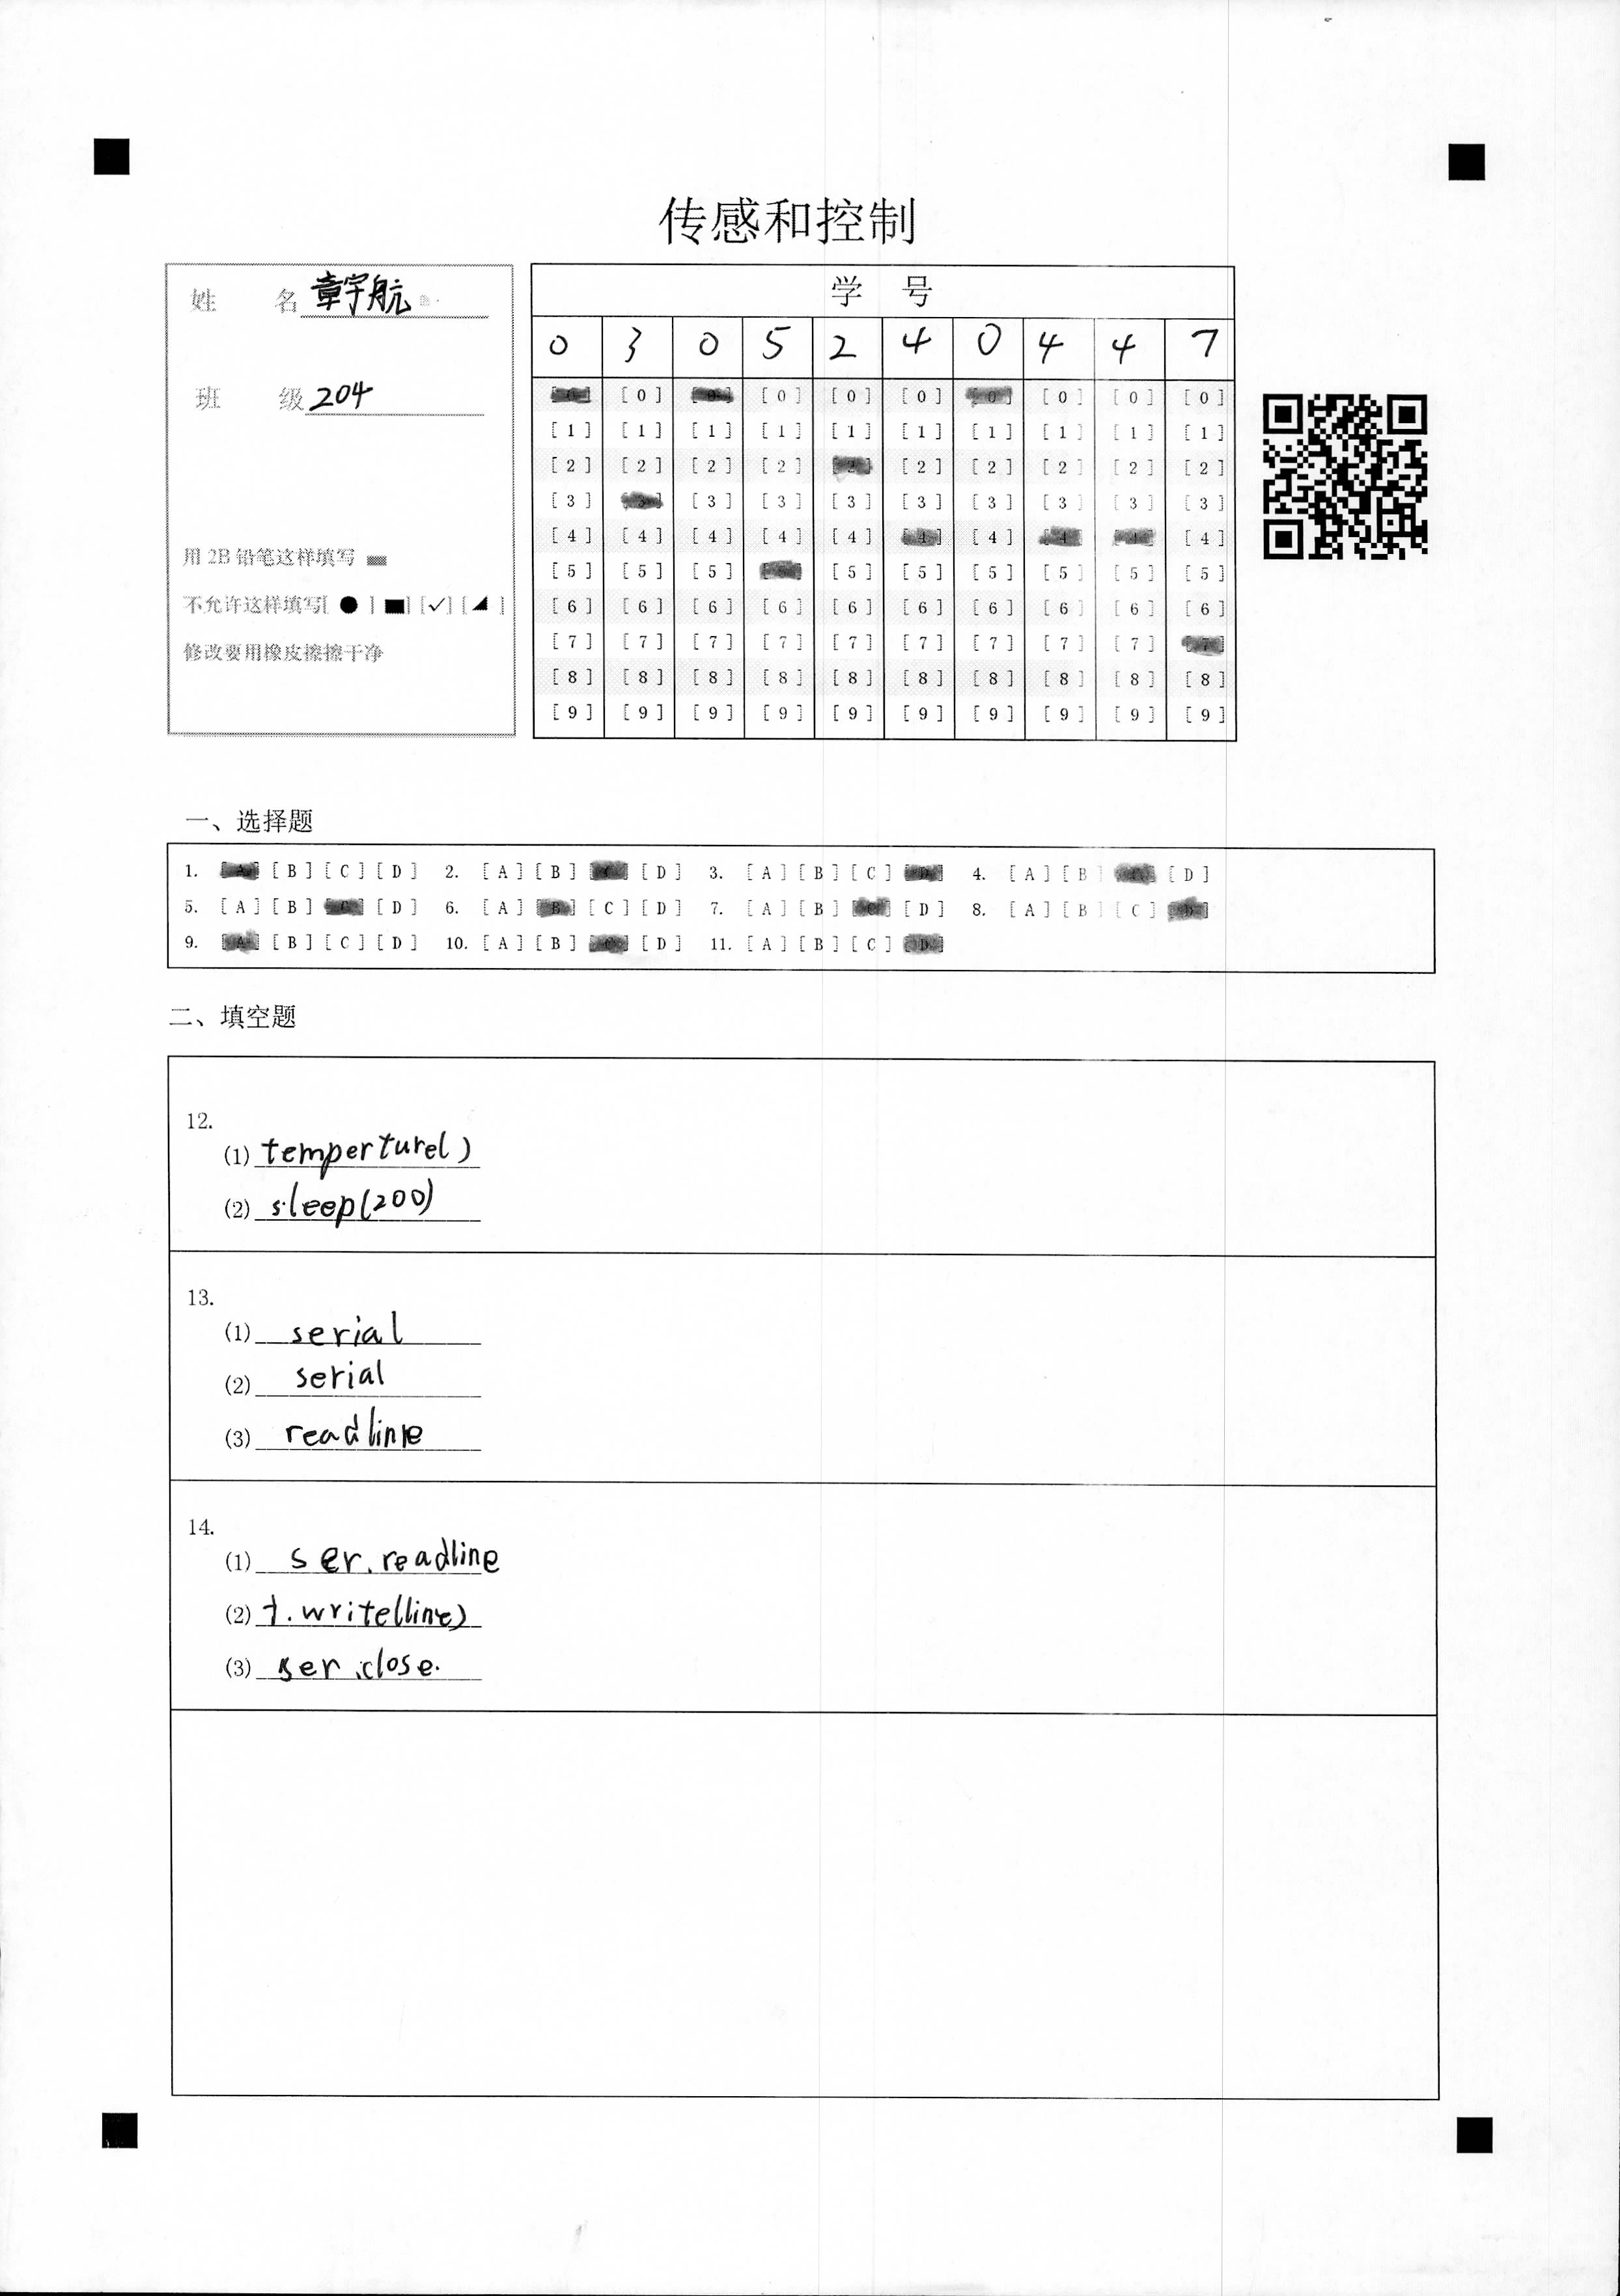 传感和控制
姓 名 章宇航
班 级 204
用 2B 铅笔这样填写
不允许这样填写[ ● ] [■] [✓] [◢ ]
修改要用橡皮擦擦干净
学 号
0 3 0 5 2 4 0 4 4 7
[0] [0] [0] [0] [0] [0] [0] [0] [0] [0]
[1] [1] [1] [1] [1] [1] [1] [1] [1] [1]
[2] [2] [2] [2] [2] [2] [2] [2] [2] [2]
[3] [3] [3] [3] [3] [3] [3] [3] [3] [3]
[4] [4] [4] [4] [4] [4] [4] [4] [4] [4]
[5] [5] [5] [5] [5] [5] [5] [5] [5] [5]
[6] [6] [6] [6] [6] [6] [6] [6] [6] [6]
[7] [7] [7] [7] [7] [7] [7] [7] [7] [7]
[8] [8] [8] [8] [8] [8] [8] [8] [8] [8]
[9] [9] [9] [9] [9] [9] [9] [9] [9] [9]
一、选择题
1. [A] [B] [C] [D] 2. [A] [B] [C] [D] 3. [A] [B] [C] [D] 4. [A] [B] [C] [D]
5. [A] [B] [C] [D] 6. [A] [B] [C] [D] 7. [A] [B] [C] [D] 8. [A] [B] [C] [D]
9. [A] [B] [C] [D] 10. [A] [B] [C] [D] 11. [A] [B] [C] [D]
二、填空题
12.
(1) temperture()
(2) sleep(200)
13.
(1) serial
(2) serial
(3) readline
14.
(1) ser.readline
(2) f.write(line)
(3) ser.close.